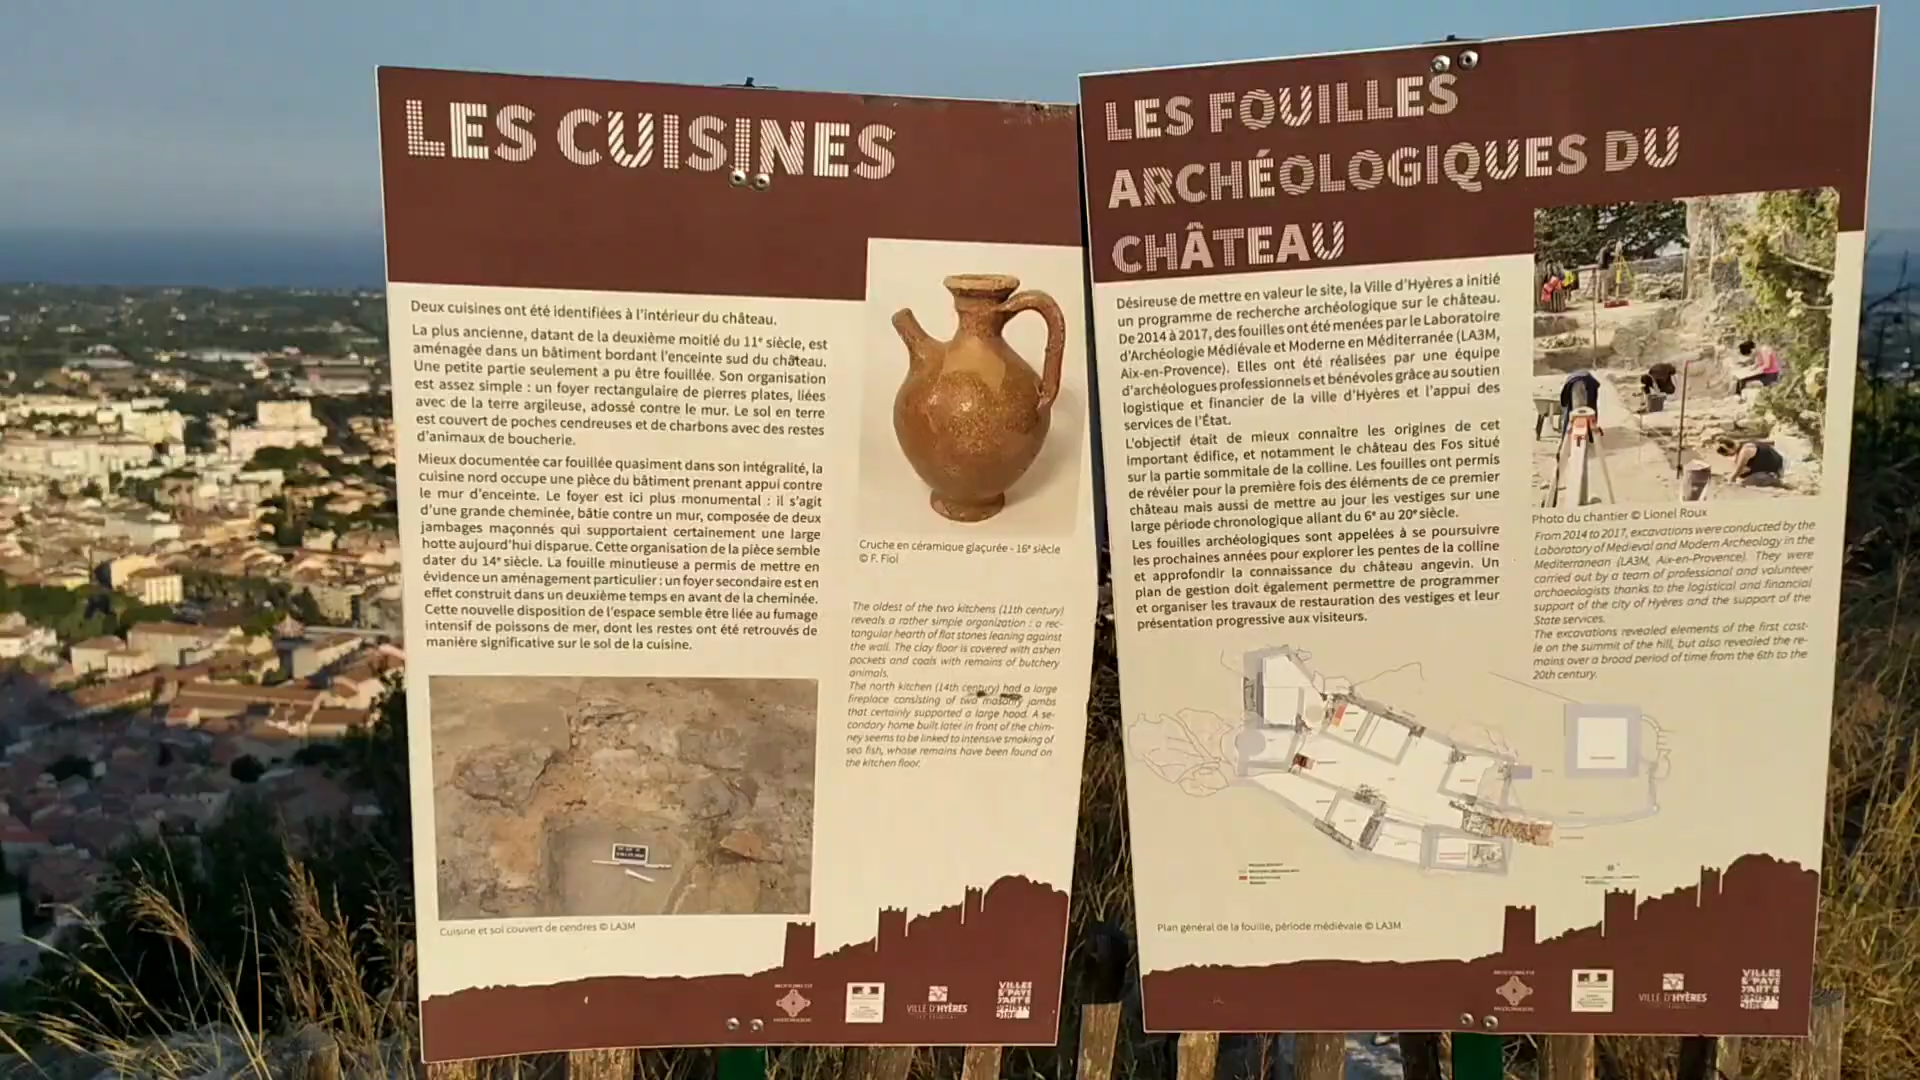 LES CUISINES
Deux cuisines ont été identifiées à l'intérieur du château.
La plus ancienne, datant de la deuxième moitié du 11e siècle, est
aménagée dans un bâtiment bordant l'enceinte sud du château.
Une petite partie seulement a pu être fouillée. Son organisation
est assez simple : un foyer rectangulaire de pierres plates, liées
avec de la terre argileuse, adossé contre le mur. Le sol en terre
est couvert de poches cendreuses et de charbons avec des restes
d'animaux de boucherie.
Mieux documentée car fouillée quasiment dans son intégralité, la
cuisine nord occupe une pièce du bâtiment prenant appui contre
le mur d'enceinte. Le foyer est ici plus monumental : il s'agit
d'une grande cheminée, bâtie contre un mur, composée de deux
jambages maçonnés qui supportaient certainement une large
hotte aujourd'hui disparue. Cette organisation de la pièce semble
dater du 14e siècle. La fouille minutieuse a permis de mettre en
évidence un aménagement particulier : un foyer secondaire est en
effet construit dans un deuxième temps en avant de la cheminée.
Cette nouvelle disposition de l'espace semble être liée au fumage
intensif de poissons de mer, dont les restes ont été retrouvés de
manière significative sur le sol de la cuisine.
Cruche en céramique glaçurée - 16e siècle
© F. Fiol
The oldest of the two kitchens (11th century)
reveals a rather simple organization : a rec-
tangular hearth of flat stones leaning against
the wall. The clay floor is covered with ashen
pockets and coals with remains of butchery
animals.
The north kitchen (14th century) had a large
fireplace consisting of two masonry jambs
that certainly supported a large hood. A se-
condary home built later in front of the chim-
ney seems to be linked to intensive smoking of
sea fish, whose remains have been found on
the kitchen floor.
Cuisine et sol couvert de cendres © LA3M
VILLE D'HYÈRES
VILLES
& PAYS
D'ART &
D'HISTO
IRE
LES FOUILLES
ARCHÉOLOGIQUES DU
CHÂTEAU
Désireuse de mettre en valeur le site, la Ville d'Hyères a initié
un programme de recherche archéologique sur le château.
De 2014 à 2017, des fouilles ont été menées par le Laboratoire
d'Archéologie Médiévale et Moderne en Méditerranée (LA3M,
Aix-en-Provence). Elles ont été réalisées par une équipe
d'archéologues professionnels et bénévoles grâce au soutien
logistique et financier de la ville d'Hyères et l'appui des
services de l'État.
L'objectif était de mieux connaître les origines de cet
important édifice, et notamment le château des Fos situé
sur la partie sommitale de la colline. Les fouilles ont permis
de révéler pour la première fois des éléments de ce premier
château mais aussi de mettre au jour les vestiges sur une
large période chronologique allant du 6e au 20e siècle.
Les fouilles archéologiques sont appelées à se poursuivre
les prochaines années pour explorer les pentes de la colline
et approfondir la connaissance du château angevin. Un
plan de gestion doit également permettre de programmer
et organiser les travaux de restauration des vestiges et leur
présentation progressive aux visiteurs.
Photo du chantier © Lionel Roux
From 2014 to 2017, excavations were conducted by the
Laboratory of Medieval and Modern Archeology in the
Mediterranean (LA3M, Aix-en-Provence). They were
carried out by a team of professional and volunteer
archaeologists thanks to the logistical and financial
support of the city of Hyères and the support of the
State services.
The excavations revealed elements of the first cast-
le on the summit of the hill, but also revealed the re-
mains over a broad period of time from the 6th to the
20th century.
Plan général de la fouille, période médiévale © LA3M
VILLE D'HYÈRES
VILLES
& PAYS
D'ART &
D'HISTO
IRE